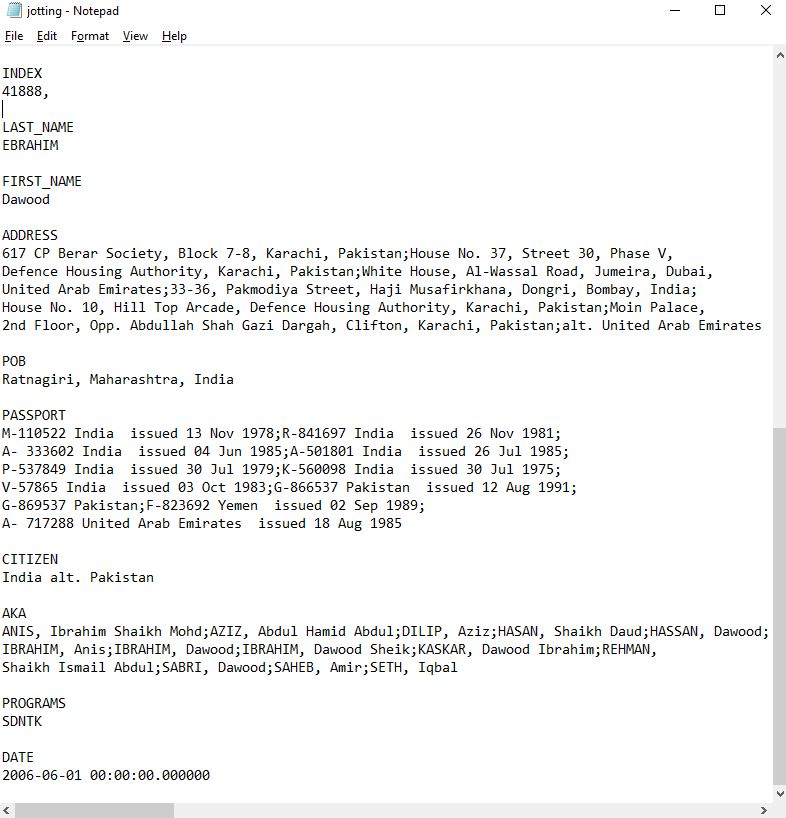 jotting - Notepad
File Edit Format View Help
INDEX
41888,
LAST_NAME
EBRAHIM
FIRST_NAME
Dawood
ADDRESS
617 CP Berar Society, Block 7-8, Karachi, Pakistan;House No. 37, Street 30, Phase V,
Defence Housing Authority, Karachi, Pakistan;White House, Al-Wassal Road, Jumeira, Dubai,
United Arab Emirates;33-36, Pakmodiya Street, Haji Musafirkhana, Dongri, Bombay, India;
House No. 10, Hill Top Arcade, Defence Housing Authority, Karachi, Pakistan;Moin Palace,
2nd Floor, Opp. Abdullah Shah Gazi Dargah, Clifton, Karachi, Pakistan;alt. United Arab Emirates
POB
Ratnagiri, Maharashtra, India
PASSPORT
M-110522 India  issued 13 Nov 1978;R-841697 India  issued 26 Nov 1981;
A- 333602 India  issued 04 Jun 1985;A-501801 India  issued 26 Jul 1985;
P-537849 India  issued 30 Jul 1979;K-560098 India  issued 30 Jul 1975;
V-57865 India  issued 03 Oct 1983;G-866537 Pakistan  issued 12 Aug 1991;
G-869537 Pakistan;F-823692 Yemen  issued 02 Sep 1989;
A- 717288 United Arab Emirates  issued 18 Aug 1985
CITIZEN
India alt. Pakistan
AKA
ANIS, Ibrahim Shaikh Mohd;AZIZ, Abdul Hamid Abdul;DILIP, Aziz;HASAN, Shaikh Daud;HASSAN, Dawood;
IBRAHIM, Anis;IBRAHIM, Dawood;IBRAHIM, Dawood Sheik;KASKAR, Dawood Ibrahim;REHMAN,
Shaikh Ismail Abdul;SABRI, Dawood;SAHEB, Amir;SETH, Iqbal
PROGRAMS
SDNTK
DATE
2006-06-01 00:00:00.000000